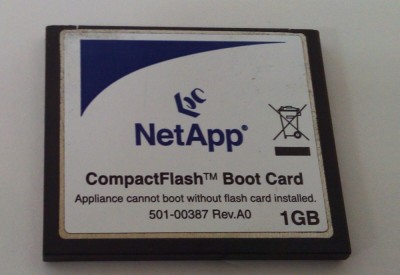 NetApp®
CompactFlash™ Boot Card
Appliance cannot boot without flash card installed.
501-00387 Rev.A0
1GB